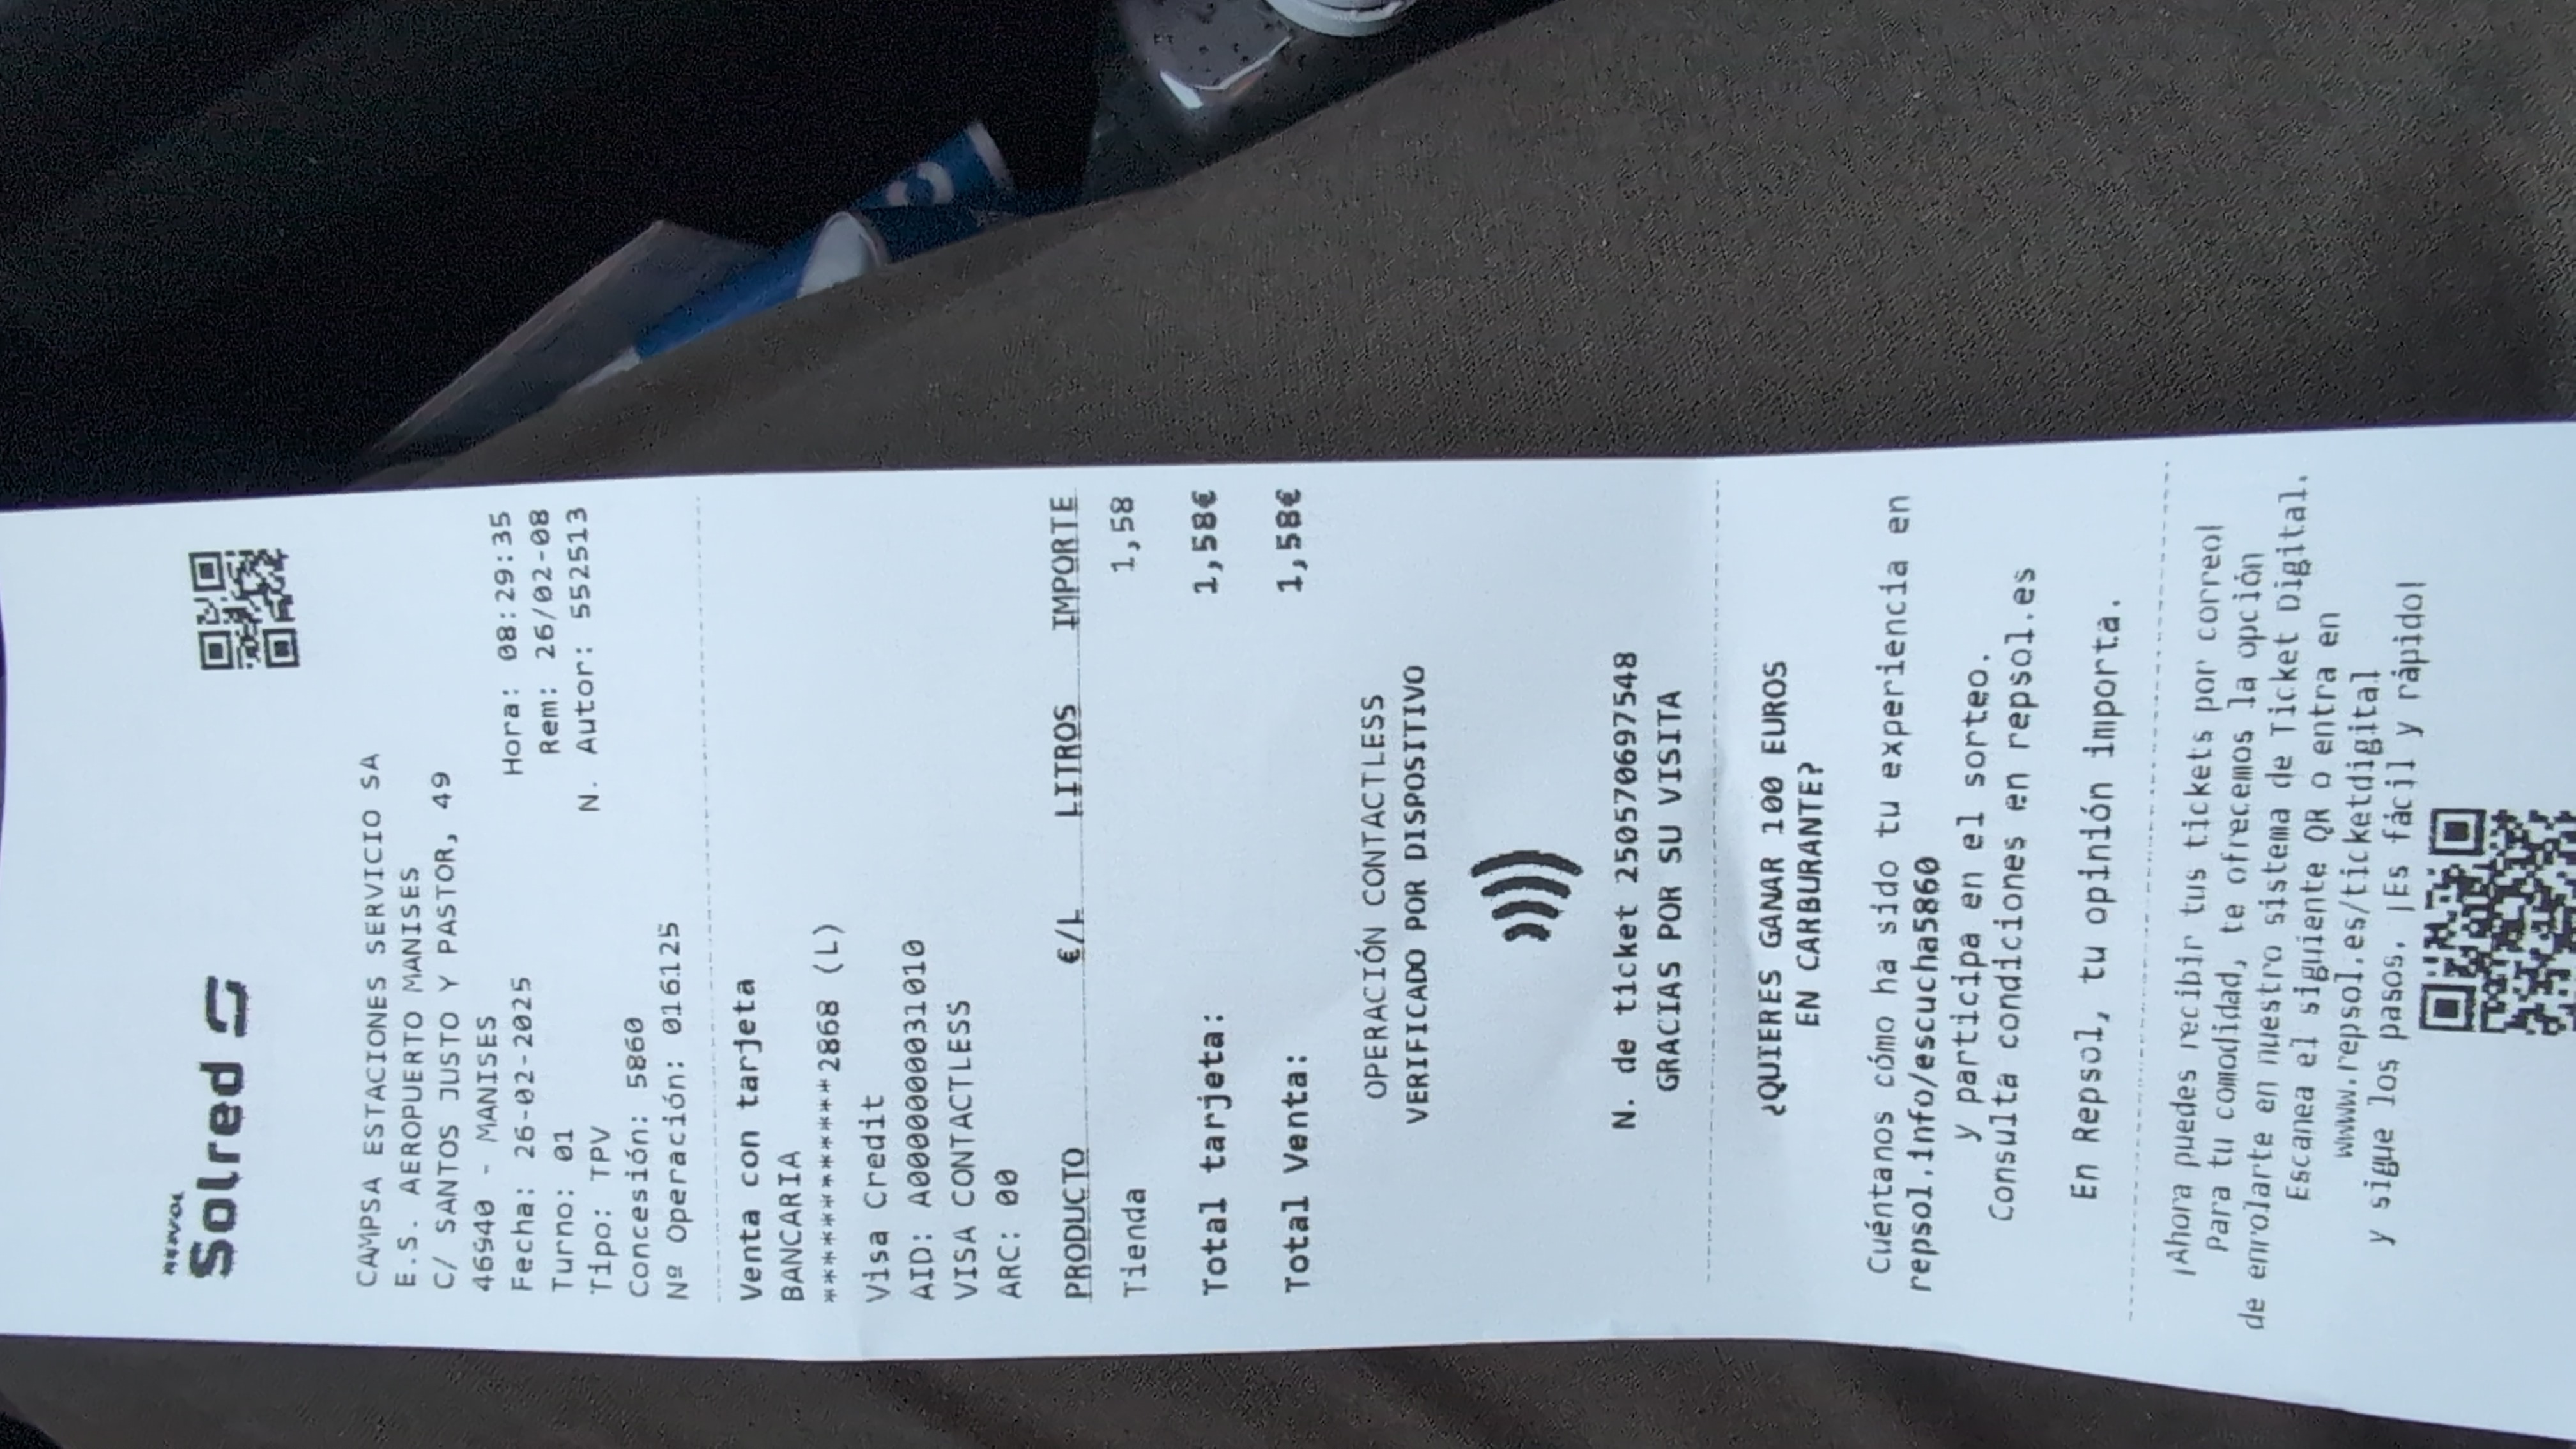 REPSOL
Solred
CAMPSA ESTACIONES SERVICIO SA
E.S. AEROPUERTO MANISES
C/ SANTOS JUSTO Y PASTOR, 49
46940 - MANISES
Fecha: 26-02-2025 Hora: 08:29:35
Turno: 01 Rem: 26/02-08
Tipo: TPV N. Autor: 552513
Concesión: 5860
Nº Operación: 016125
Venta con tarjeta
BANCARIA
************2868 (L)
Visa Credit
AID: A0000000031010
VISA CONTACTLESS
ARC: 00
PRODUCTO €/L LITROS IMPORTE
Tienda 1,58
Total tarjeta: 1,58€
Total Venta: 1,58€
OPERACIÓN CONTACTLESS
VERIFICADO POR DISPOSITIVO
N. de ticket 250570697548
GRACIAS POR SU VISITA
¿QUIERES GANAR 100 EUROS
EN CARBURANTE?
Cuéntanos cómo ha sido tu experiencia en
repsol.info/escucha5860
y participa en el sorteo.
Consulta condiciones en repsol.es
En Repsol, tu opinión importa.
¡Ahora puedes recibir tus tickets por correo!
Para tu comodidad, te ofrecemos la opción
de enrolarte en nuestro sistema de Ticket Digital.
Escanea el siguiente QR o entra en
www.repsol.es/ticketdigital
y sigue los pasos. ¡Es fácil y rápido!